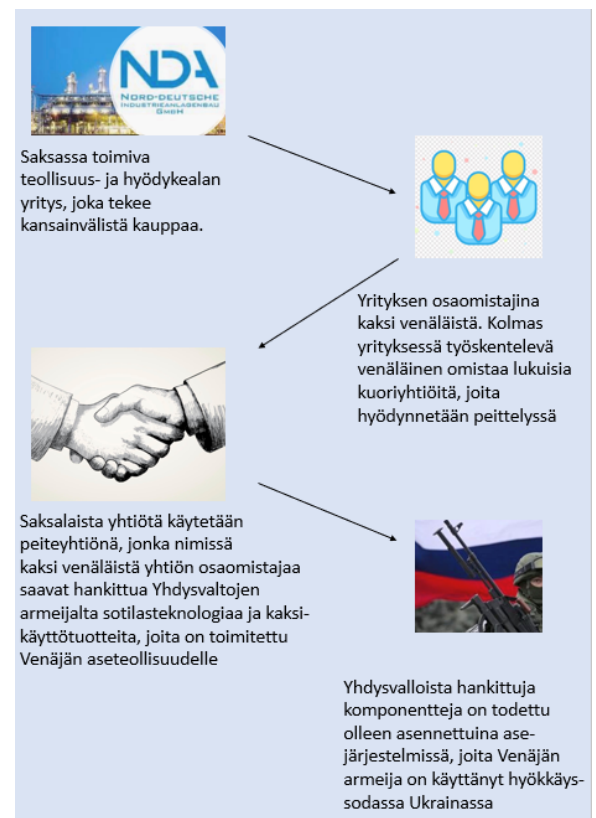 NDA
NORD-DEUTSCHE
INDUSTRIEANLAGENBAU
GMBH
Saksassa toimiva
teollisuus- ja hyödykealan
yritys, joka tekee
kansainvälistä kauppaa.
Yrityksen osaomistajina
kaksi venäläistä. Kolmas
yrityksessä työskentelevä
venäläinen omistaa lukuisia
kuoriyhtiöitä, joita
hyödynnetään peittelyssä
Saksalaista yhtiötä käytetään
peiteyhtiönä, jonka nimissä
kaksi venäläistä yhtiön osaomistajaa
saavat hankittua Yhdysvaltojen
armeijalta sotilasteknologiaa ja kaksi-
käyttötuotteita, joita on toimitettu
Venäjän aseteollisuudelle
Yhdysvalloista hankittuja
komponentteja on todettu
olleen asennettuina ase-
järjestelmissä, joita Venäjän
armeija on käyttänyt hyökkäys-
sodassa Ukrainassa